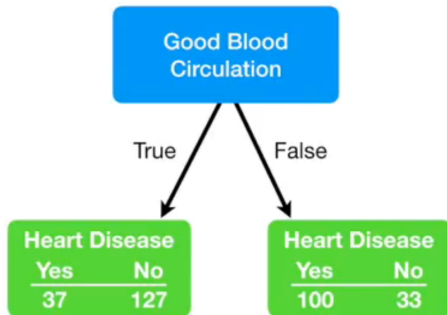 Good Blood
Circulation
True False
Heart Disease Heart Disease
Yes No Yes No
37 127 100 33